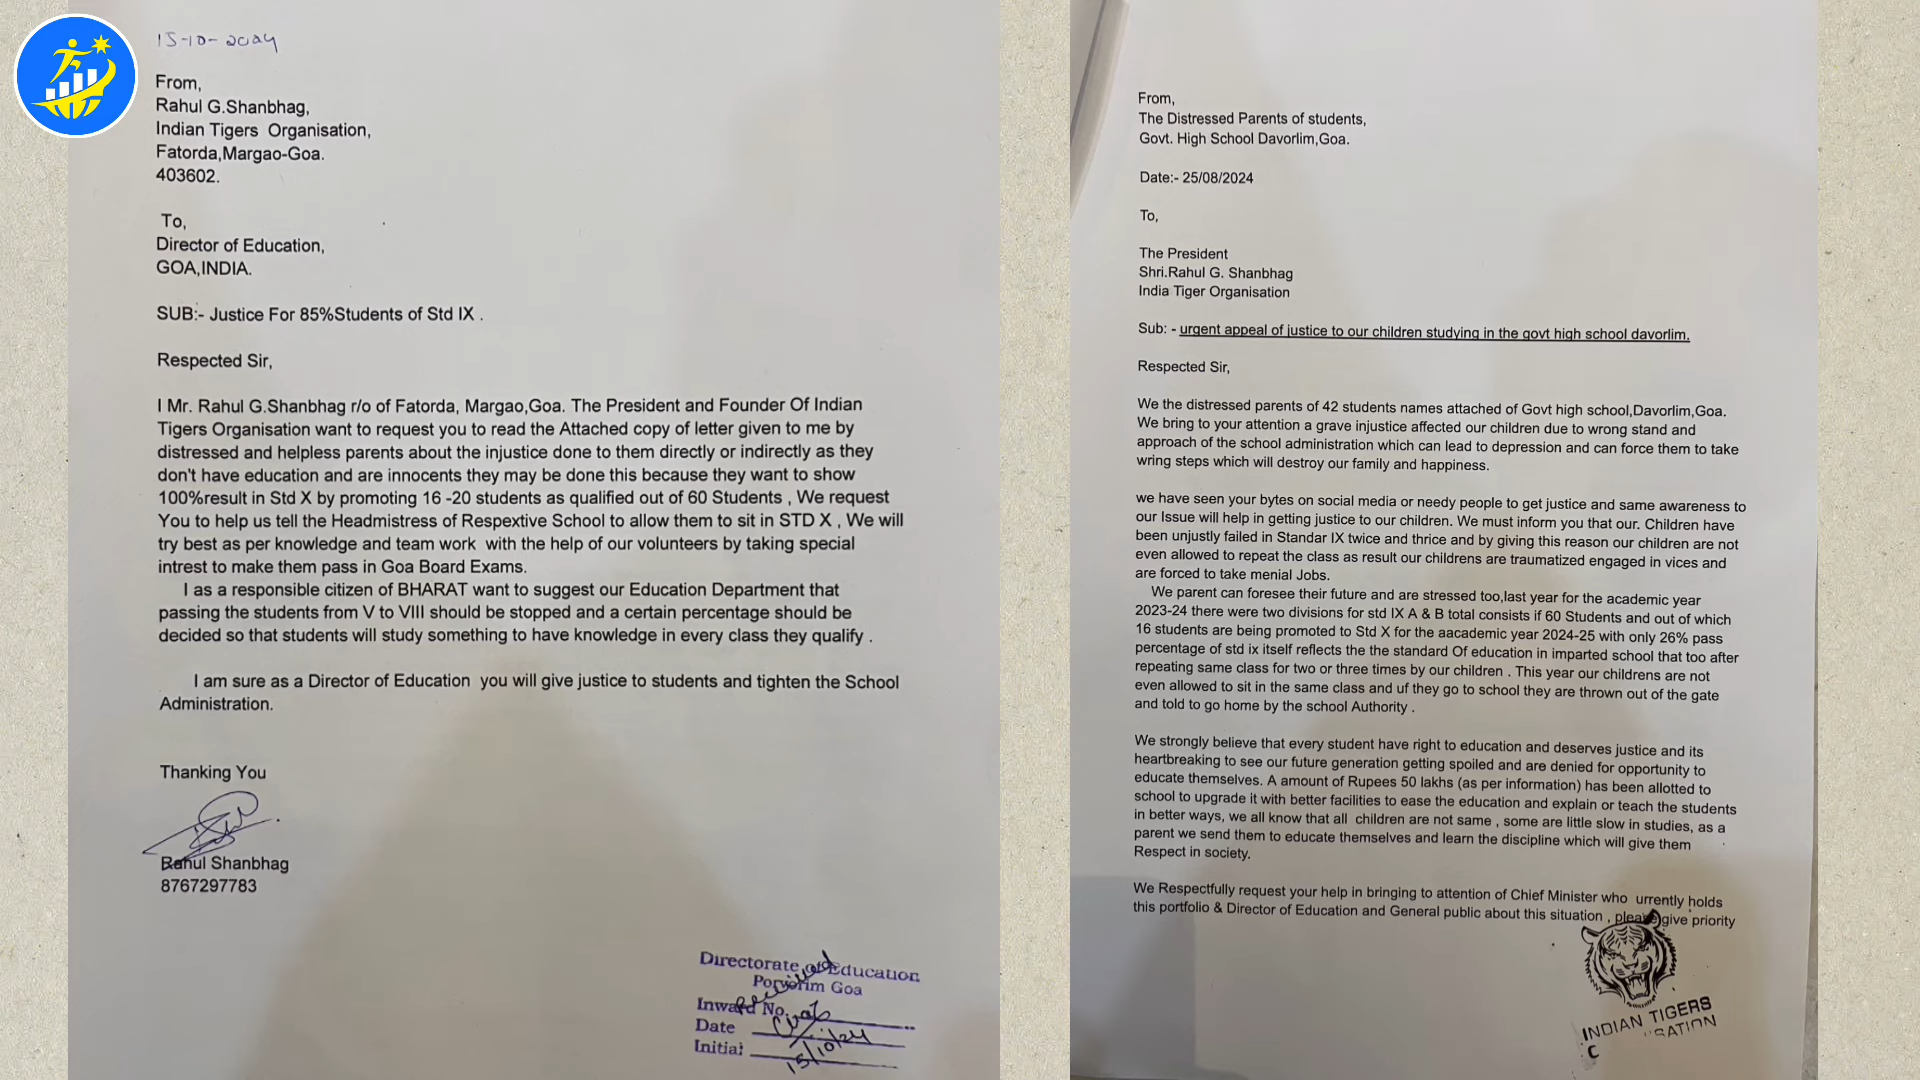 15-10-2024
From,
Rahul G.Shanbhag,
Indian Tigers Organisation,
Fatorda,Margao-Goa.
403602.
To,
Director of Education,
GOA,INDIA.
SUB:- Justice For 85%Students of Std IX .
Respected Sir,
I Mr. Rahul G.Shanbhag r/o of Fatorda, Margao,Goa. The President and Founder Of Indian
Tigers Organisation want to request you to read the Attached copy of letter given to me by
distressed and helpless parents about the injustice done to them directly or indirectly as they
don't have education and are innocents they may be done this because they want to show
100%result in Std X by promoting 16 -20 students as qualified out of 60 Students , We request
You to help us tell the Headmistress of Respextive School to allow them to sit in STD X , We will
try best as per knowledge and team work with the help of our volunteers by taking special
intrest to make them pass in Goa Board Exams.
I as a responsible citizen of BHARAT want to suggest our Education Department that
passing the students from V to VIII should be stopped and a certain percentage should be
decided so that students will study something to have knowledge in every class they qualify .
I am sure as a Director of Education you will give justice to students and tighten the School
Administration.
Thanking You
Rahul Shanbhag
8767297783
Directorate of Education
Porvorim Goa
Received
Inward No.
Date
Initial
15/10/24
From,
The Distressed Parents of students,
Govt. High School Davorlim,Goa.
Date:- 25/08/2024
To,
The President
Shri.Rahul G. Shanbhag
India Tiger Organisation
Sub: - urgent appeal of justice to our children studying in the govt high school davorlim.
Respected Sir,
We the distressed parents of 42 students names attached of Govt high school,Davorlim,Goa.
We bring to your attention a grave injustice affected our children due to wrong stand and
approach of the school administration which can lead to depression and can force them to take
wring steps which will destroy our family and happiness.
we have seen your bytes on social media or needy people to get justice and same awareness to
our Issue will help in getting justice to our children. We must inform you that our. Children have
been unjustly failed in Standar IX twice and thrice and by giving this reason our children are not
even allowed to repeat the class as result our childrens are traumatized engaged in vices and
are forced to take menial Jobs.
We parent can foresee their future and are stressed too,last year for the academic year
2023-24 there were two divisions for std IX A & B total consists if 60 Students and out of which
16 students are being promoted to Std X for the aacademic year 2024-25 with only 26% pass
percentage of std ix itself reflects the the standard Of education in imparted school that too after
repeating same class for two or three times by our children . This year our childrens are not
even allowed to sit in the same class and uf they go to school they are thrown out of the gate
and told to go home by the school Authority .
We strongly believe that every student have right to education and deserves justice and its
heartbreaking to see our future generation getting spoiled and are denied for opportunity to
educate themselves. A amount of Rupees 50 lakhs (as per information) has been allotted to
school to upgrade it with better facilities to ease the education and explain or teach the students
in better ways, we all know that all children are not same , some are little slow in studies, as a
parent we send them to educate themselves and learn the discipline which will give them
Respect in society.
We Respectfully request your help in bringing to attention of Chief Minister who urrently holds
this portfolio & Director of Education and General public about this situation , please give priority
INDIAN TIGERS